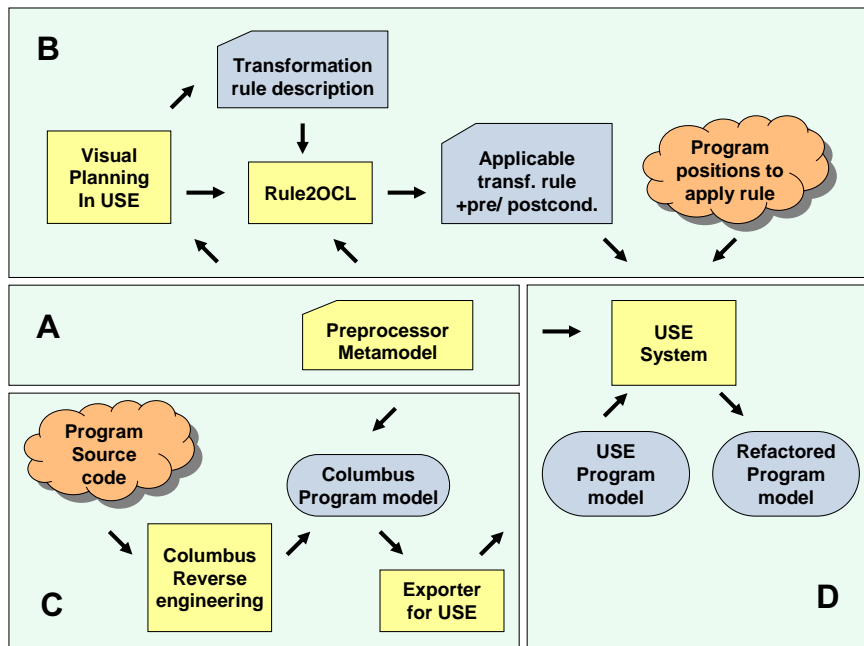 B
Transformation
rule description
Visual
Planning
In USE
Rule2OCL
Applicable
transf. rule
+pre/ postcond.
Program
positions to
apply rule
A
Preprocessor
Metamodel
USE
System
Program
Source
code
Columbus
Program model
USE
Program
model
Refactored
Program
model
Columbus
Reverse
engineering
Exporter
for USE
C
D